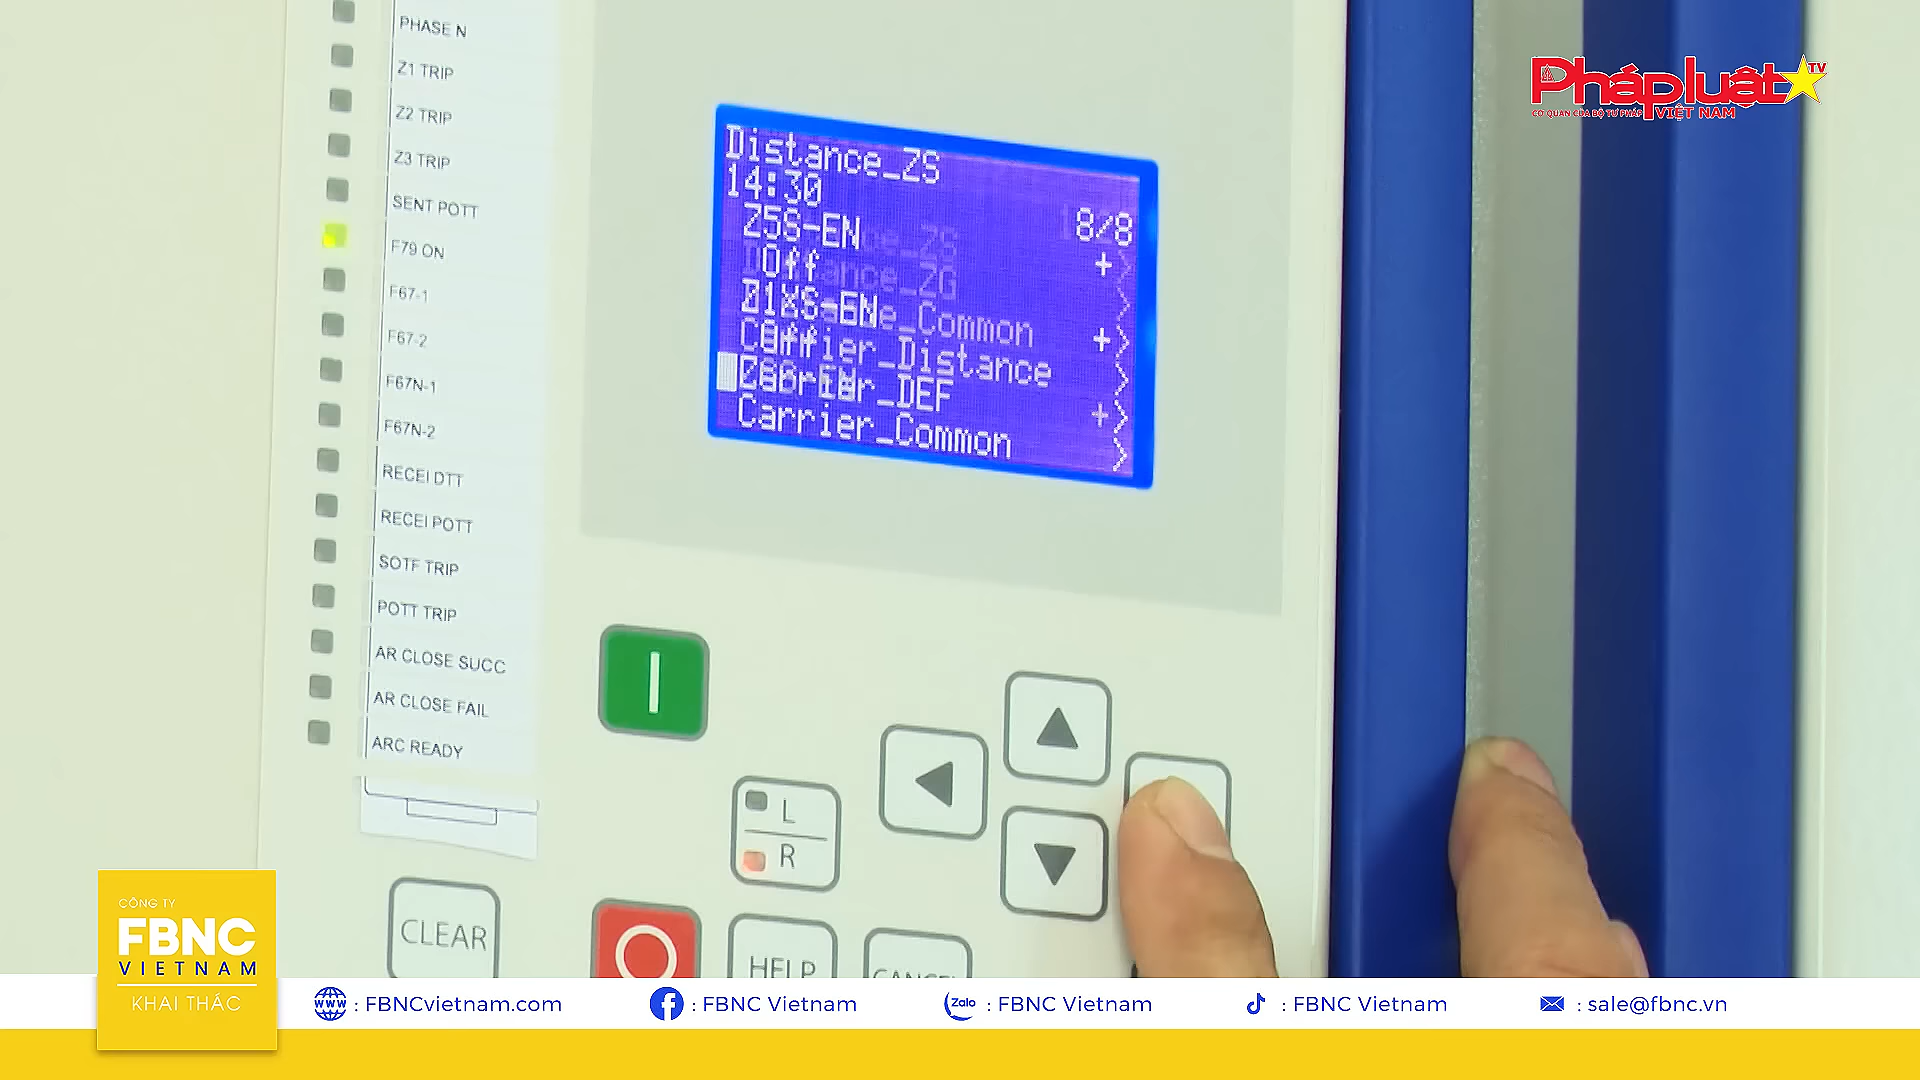 PHASE N
Z1 TRIP
Z2 TRIP
Z3 TRIP
SENT POTT
F79 ON
F67-1
F67-2
F67N-1
F67N-2
RECEI DTT
RECEI POTT
SOTF TRIP
POTT TRIP
AR CLOSE SUCC
AR CLOSE FAIL
ARC READY
Distance_ZS
14:30
8/8
Z5S-EN
Off
+
Carrier_Distance
+
Carrier_DEF
+
Carrier_Common
L
R
CLEAR
HELP
CANCEL
Pháp luật TV
CƠ QUAN CỦA BỘ TƯ PHÁP VIỆT NAM
CÔNG TY
FBNC
VIETNAM
KHAI THÁC
: FBNCvietnam.com
: FBNC Vietnam
Zalo : FBNC Vietnam
: FBNC Vietnam
: sale@fbnc.vn